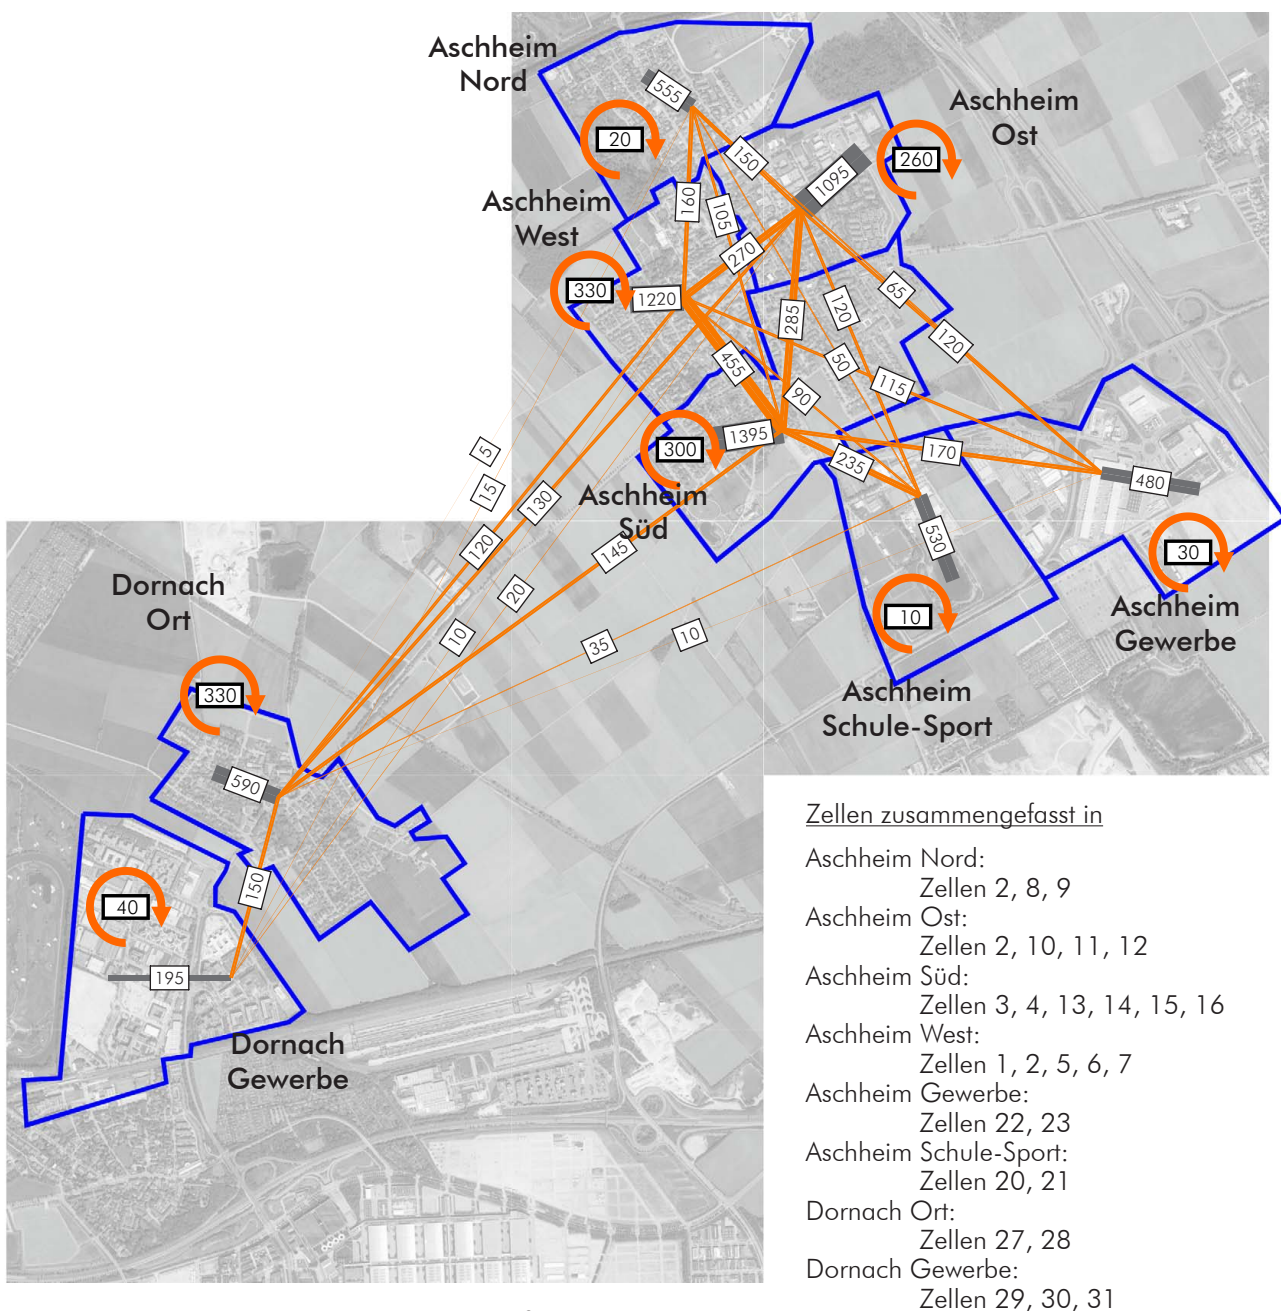 Aschheim
Nord
555
Aschheim
Ost
20
150
260
1095
Aschheim
West
160
105
270
330
1220
65
120
285
120
455
50
115
90
1395
300
235
170
480
5
15
130
Aschheim
Süd
120
145
530
30
20
Dornach
Ort
10
35
10
10
Aschheim
Gewerbe
330
Aschheim
Schule-Sport
590
150
40
195
Dornach
Gewerbe
Zellen zusammengefasst in
Aschheim Nord:
Zellen 2, 8, 9
Aschheim Ost:
Zellen 2, 10, 11, 12
Aschheim Süd:
Zellen 3, 4, 13, 14, 15, 16
Aschheim West:
Zellen 1, 2, 5, 6, 7
Aschheim Gewerbe:
Zellen 22, 23
Aschheim Schule-Sport:
Zellen 20, 21
Dornach Ort:
Zellen 27, 28
Dornach Gewerbe:
Zellen 29, 30, 31